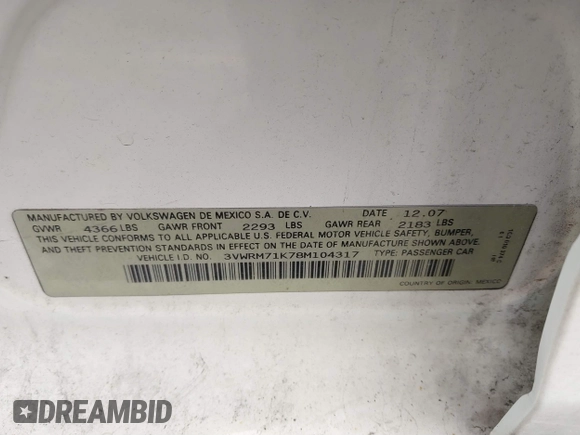 MANUFACTURED BY VOLKSWAGEN DE MEXICO S.A. DE C.V. DATE 12.07
GVWR 4366 LBS GAWR FRONT 2293 LBS GAWR REAR 2183 LBS
THIS VEHICLE CONFORMS TO ALL APPLICABLE U.S. FEDERAL MOTOR VEHICLE SAFETY, BUMPER,
AND THEFT PREVENTION STANDARDS IN EFFECT ON THE DATE OF MANUFACTURE SHOWN ABOVE.
VEHICLE I.D. NO. 3VWRM71K78M104317 TYPE: PASSENGER CAR
COUNTRY OF ORIGIN: MEXICO
DREAMBID